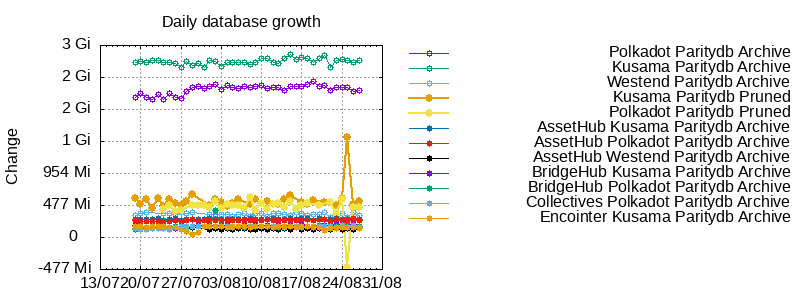 Daily database growth
Change
3 Gi
2 Gi
2 Gi
1 Gi
954 Mi
477 Mi
0
-477 Mi
13/07 20/07 27/07 03/08 10/08 17/08 24/08 31/08
Polkadot Paritydb Archive
Kusama Paritydb Archive
Westend Paritydb Archive
Kusama Paritydb Pruned
Polkadot Paritydb Pruned
AssetHub Kusama Paritydb Archive
AssetHub Polkadot Paritydb Archive
AssetHub Westend Paritydb Archive
BridgeHub Kusama Paritydb Archive
BridgeHub Polkadot Paritydb Archive
Collectives Polkadot Paritydb Archive
Encointer Kusama Paritydb Archive